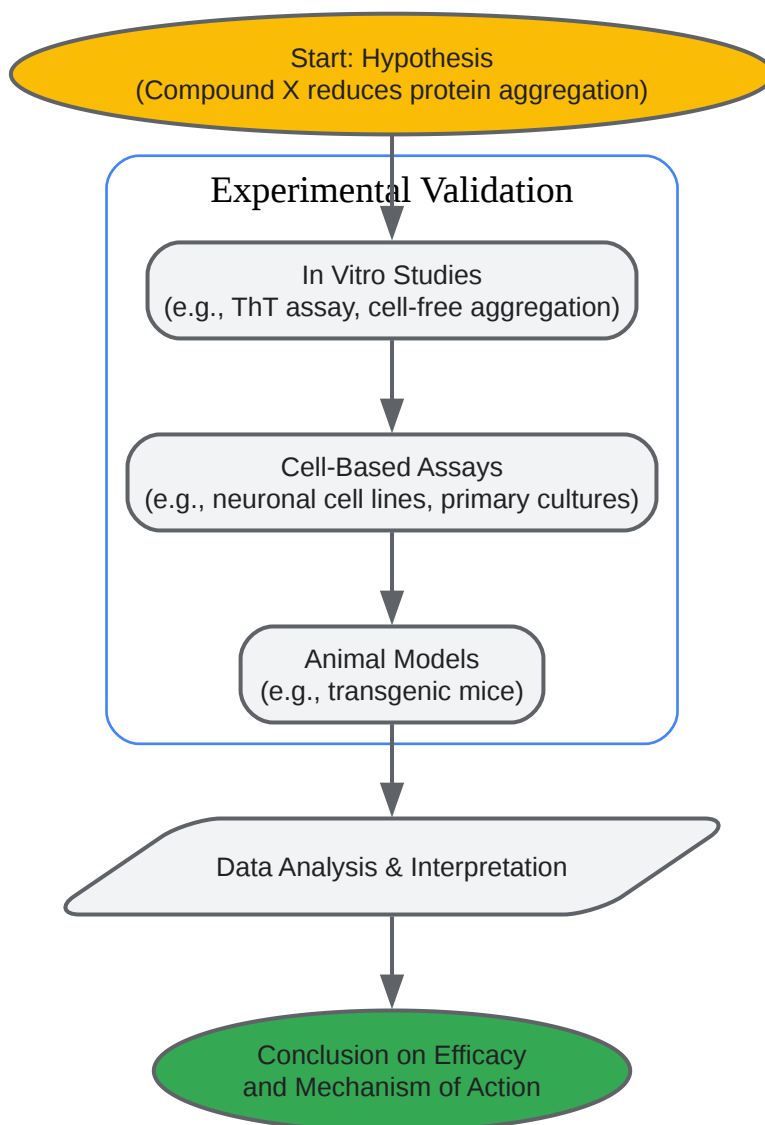 Start: Hypothesis
(Compound X reduces protein aggregation)
Experimental Validation
In Vitro Studies
(e.g., ThT assay, cell-free aggregation)
Cell-Based Assays
(e.g., neuronal cell lines, primary cultures)
Animal Models
(e.g., transgenic mice)
Data Analysis & Interpretation
Conclusion on Efficacy
and Mechanism of Action